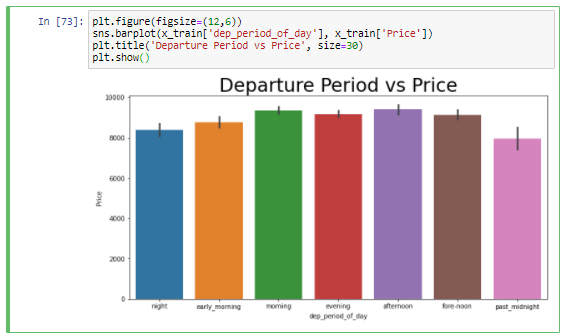 In [73]: plt.figure(figsize=(12,6))
sns.barplot(x_train['dep_period_of_day'], x_train['Price'])
plt.title('Departure Period vs Price', size=30)
plt.show()
Departure Period vs Price
10000
8000
6000
4000
2000
0
Price
night early_morning morning evening afternoon fore-noon past_midnight
dep_period_of_day